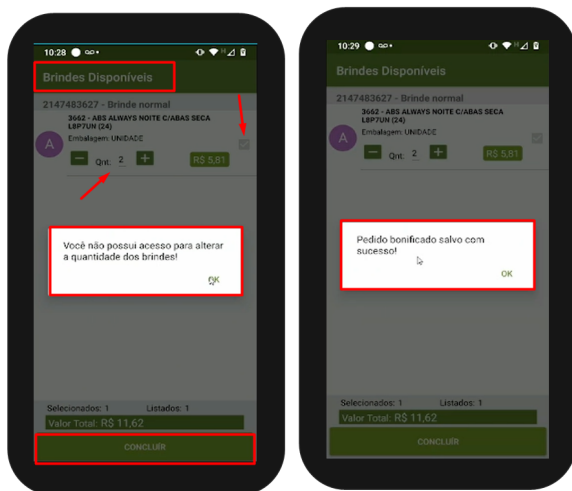 10:28
Brindes Disponíveis
2147483627 - Brinde normal
3662 - ABS ALWAYS NOITE C/ABAS SECA
L8P7UN (24)
Embalagem: UNIDADE
A
Qnt: 2
R$ 5,81
Você não possui acesso para alterar
a quantidade dos brindes!
OK
Selecionados: 1 Listados: 1
Valor Total: R$ 11,62
CONCLUÍR
10:29
Brindes Disponíveis
2147483627 - Brinde normal
3662 - ABS ALWAYS NOITE C/ABAS SECA
L8P7UN (24)
Embalagem: UNIDADE
A
Qnt: 2
R$ 5,81
Pedido bonificado salvo com
sucesso!
OK
Selecionados: 1 Listados: 1
Valor Total: R$ 11,62
CONCLUÍR